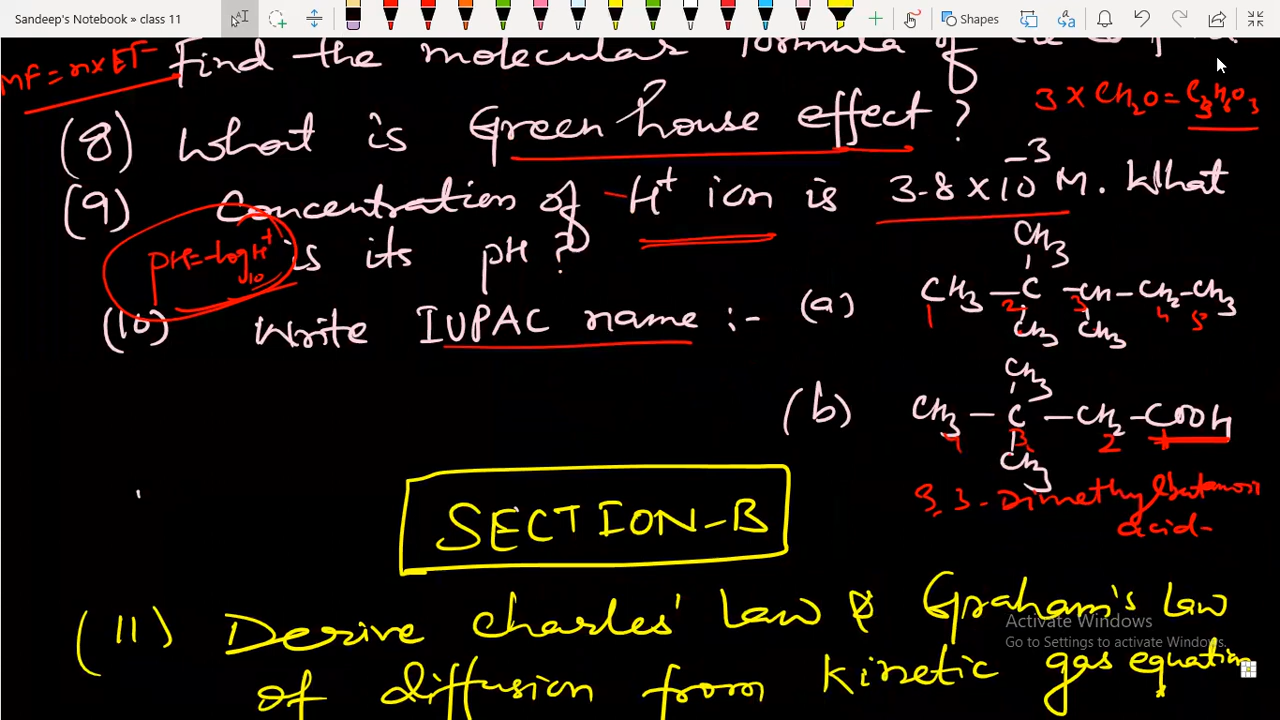 Sandeep's Notebook » class 11
Shapes
MF = n x EF
Find the molecular formula of
3 x CH2O = C3H6O3
(8) What is Green house effect ?
(9) Concentration of H+ ion is 3.8 x 10-3 M. What
is its pH ?
pH = -log10 H+
(10) Write IUPAC name :- (a)
CH3
CH3 - C - CH - CH2 - CH3
1 2 3 4 5
CH3 CH3
(b)
CH3
CH3 - C - CH2 - COOH
4 3 2 1
CH3
3,3-Dimethylbutanoic
acid-
SECTION-B
(11) Derive Charles' Law & Graham's Law
of diffusion from kinetic gas equation
Activate Windows
Go to Settings to activate Windows.